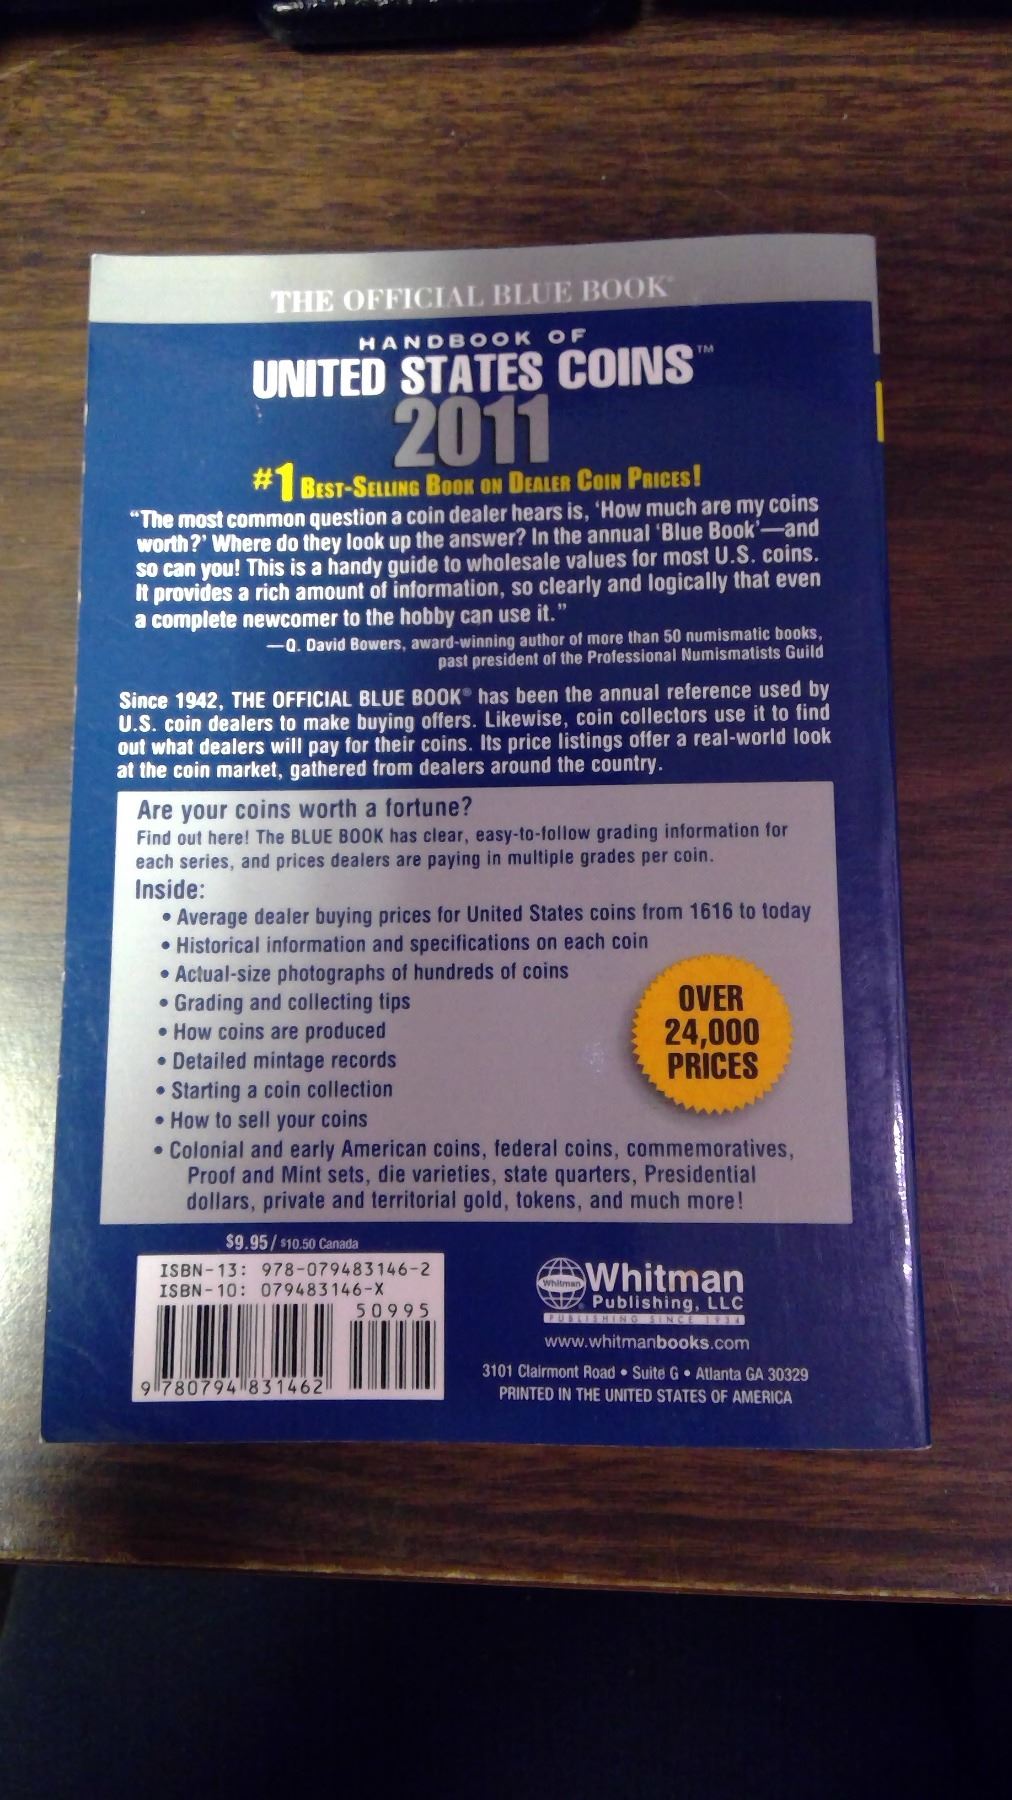 THE OFFICIAL BLUE BOOK®
HANDBOOK OF
UNITED STATES COINS™
2011
#1 BEST-SELLING BOOK ON DEALER COIN PRICES!
“The most common question a coin dealer hears is, ‘How much are my coins
worth?’ Where do they look up the answer? In the annual ‘Blue Book’—and
so can you! This is a handy guide to wholesale values for most U.S. coins.
It provides a rich amount of information, so clearly and logically that even
a complete newcomer to the hobby can use it.”
—Q. David Bowers, award-winning author of more than 50 numismatic books,
past president of the Professional Numismatists Guild
Since 1942, THE OFFICIAL BLUE BOOK® has been the annual reference used by
U.S. coin dealers to make buying offers. Likewise, coin collectors use it to find
out what dealers will pay for their coins. Its price listings offer a real-world look
at the coin market, gathered from dealers around the country.
Are your coins worth a fortune?
Find out here! The BLUE BOOK has clear, easy-to-follow grading information for
each series, and prices dealers are paying in multiple grades per coin.
Inside:
• Average dealer buying prices for United States coins from 1616 to today
• Historical information and specifications on each coin
• Actual-size photographs of hundreds of coins
• Grading and collecting tips
• How coins are produced
• Detailed mintage records
• Starting a coin collection
• How to sell your coins
• Colonial and early American coins, federal coins, commemoratives,
Proof and Mint sets, die varieties, state quarters, Presidential
dollars, private and territorial gold, tokens, and much more!
OVER
24,000
PRICES
$9.95/ $10.50 Canada
ISBN-13: 978-079483146-2
ISBN-10: 079483146-X
50995
9 780794 831462
Whitman
Whitman
Publishing, LLC
PUBLISHING SINCE 1934
www.whitmanbooks.com
3101 Clairmont Road • Suite G • Atlanta GA 30329
PRINTED IN THE UNITED STATES OF AMERICA